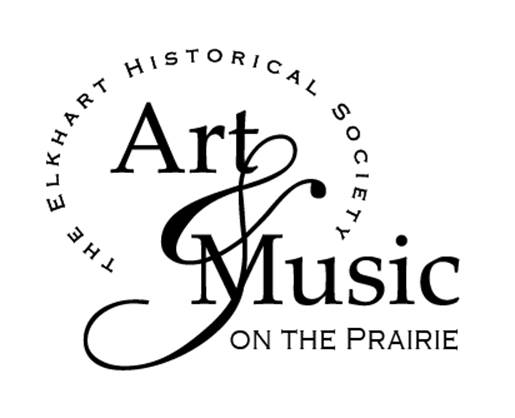 THE ELKHART HISTORICAL SOCIETY
Art
&
Music
ON THE PRAIRIE